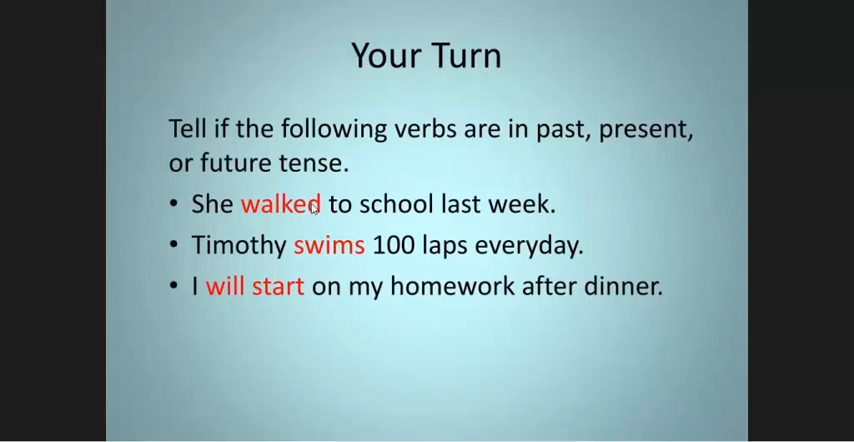 Your Turn
Tell if the following verbs are in past, present,
or future tense.
• She walked to school last week.
• Timothy swims 100 laps everyday.
• I will start on my homework after dinner.